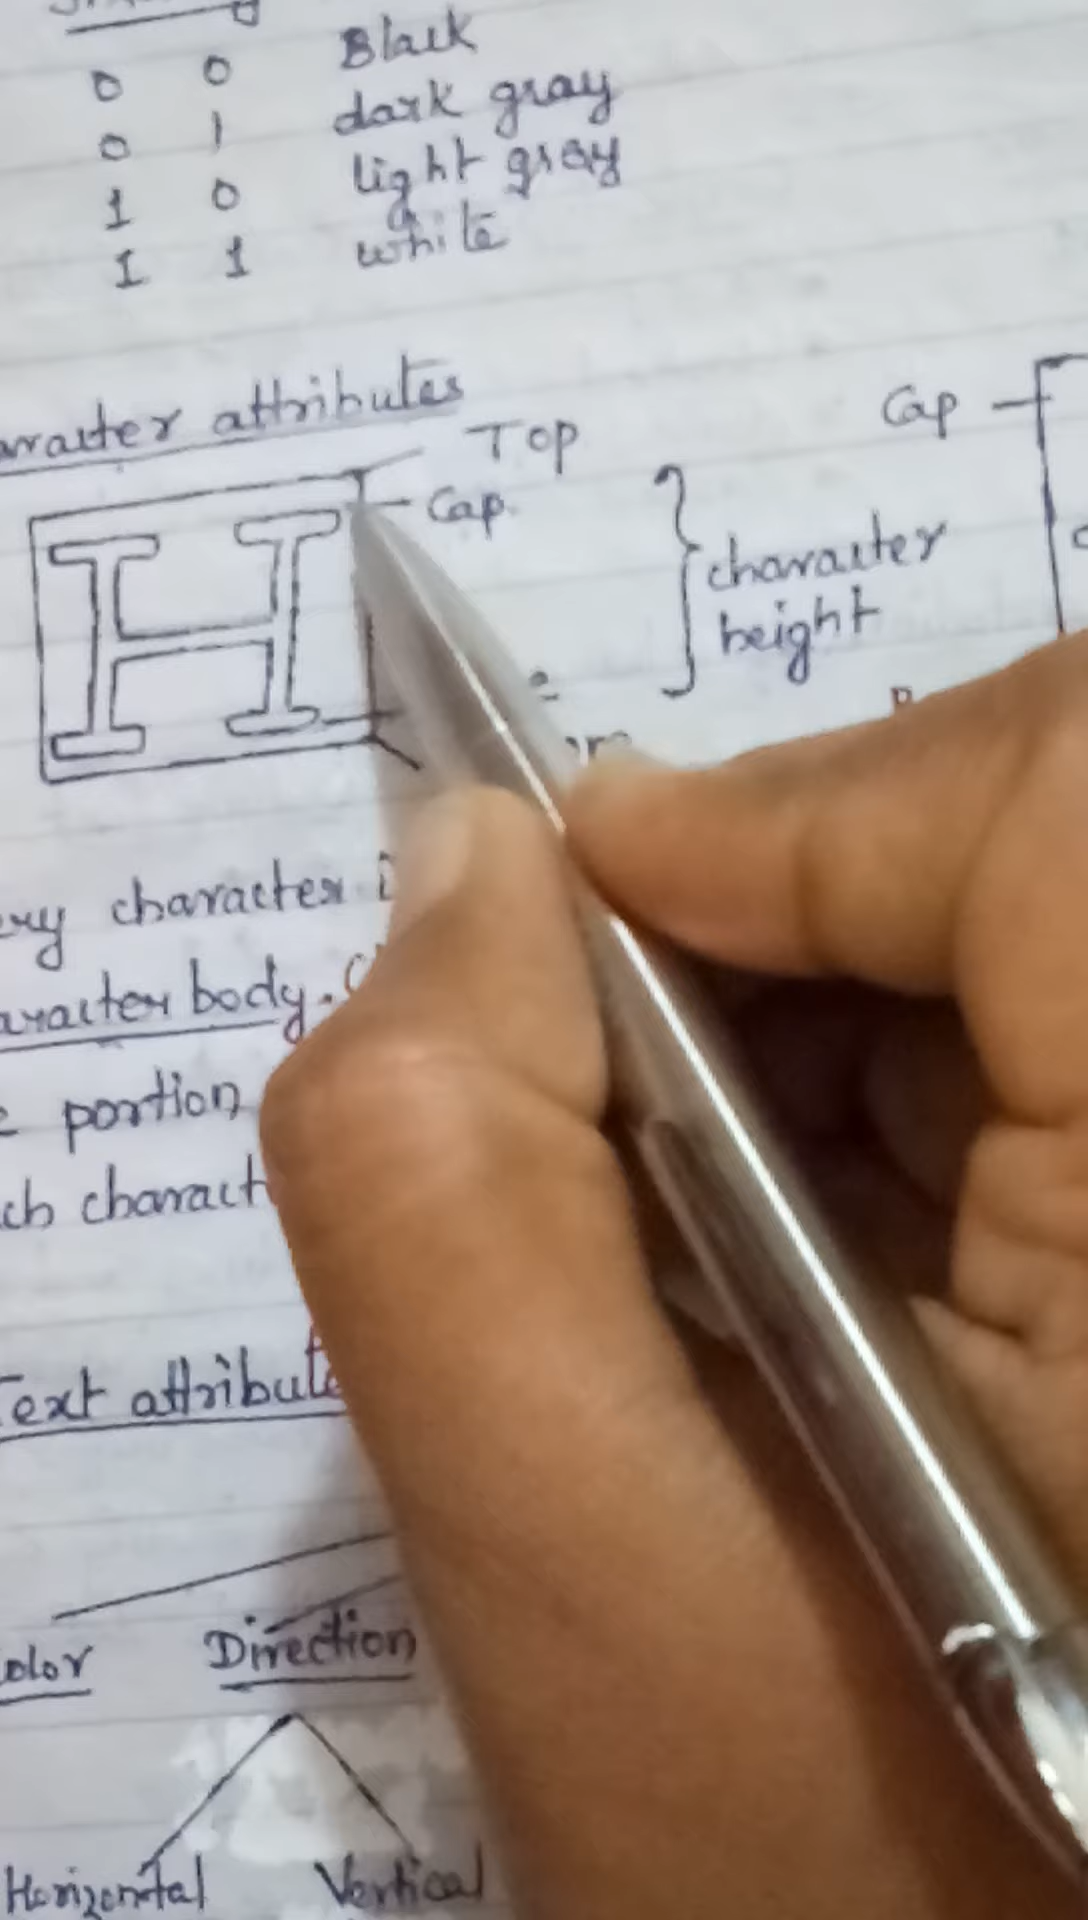 0 0 Black
0 1 dark gray
1 0 light gray
1 1 white
aracter attributes
Top
Cap
Cap.
H
character
height
ery character
aracter body.
portion
ch charact
Text attribute
olor Direction
Horizontal Vertical